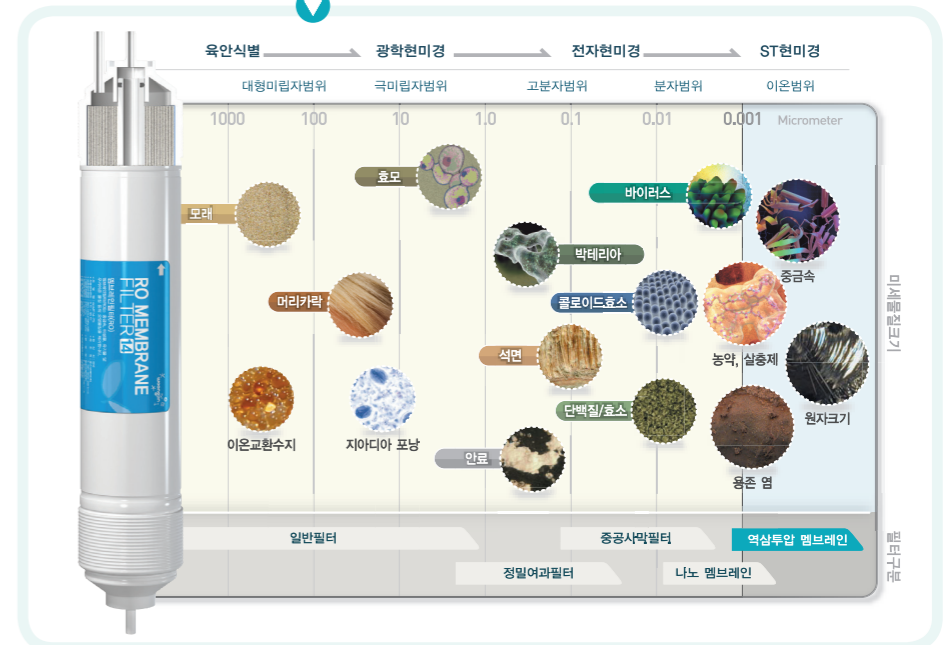 육안식별 광학현미경 전자현미경 ST현미경
대형미립자범위 극미립자범위 고분자범위 분자범위 이온범위
1000 100 10 1.0 0.1 0.01 0.001 Micrometer
효모
바이러스
모래
박테리아
중금속
머리카락
콜로이드효소
석면
농약, 살충제
단백질/효소
원자크기
이온교환수지
지아디아 포낭
안료
용존 염
미세물질크기
RO MEMBRANE
FILTER 14
일반필터 중공사막필터 역삼투압 멤브레인
정밀여과필터 나노 멤브레인
필터구분